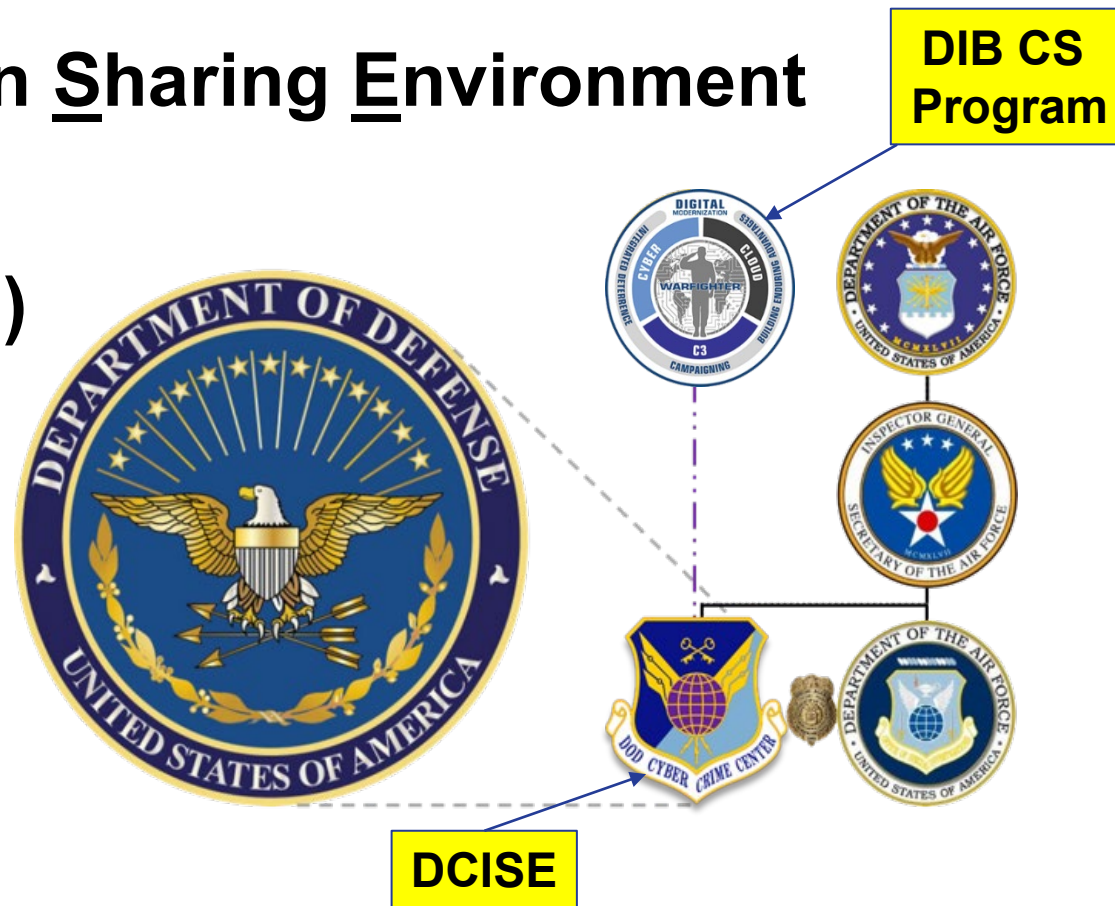 n Sharing Environment
DIB CS
Program
)
DIGITAL
MODERNIZATION
INTEGRATED DETERRENCE
BUILDING ENDURING ADVANTAGES
CYBER
CLOUD
WARFIGHTER
C3
CAMPAIGNING
DEPARTMENT OF THE AIR FORCE
MCMXLVII
UNITED STATES OF AMERICA
DEPARTMENT OF DEFENSE
UNITED STATES OF AMERICA
INSPECTOR GENERAL
MCMXLVII
SECRETARY OF THE AIR FORCE
DOD CYBER CRIME CENTER
DEPARTMENT OF THE AIR FORCE
UNITED STATES OF AMERICA
DCISE